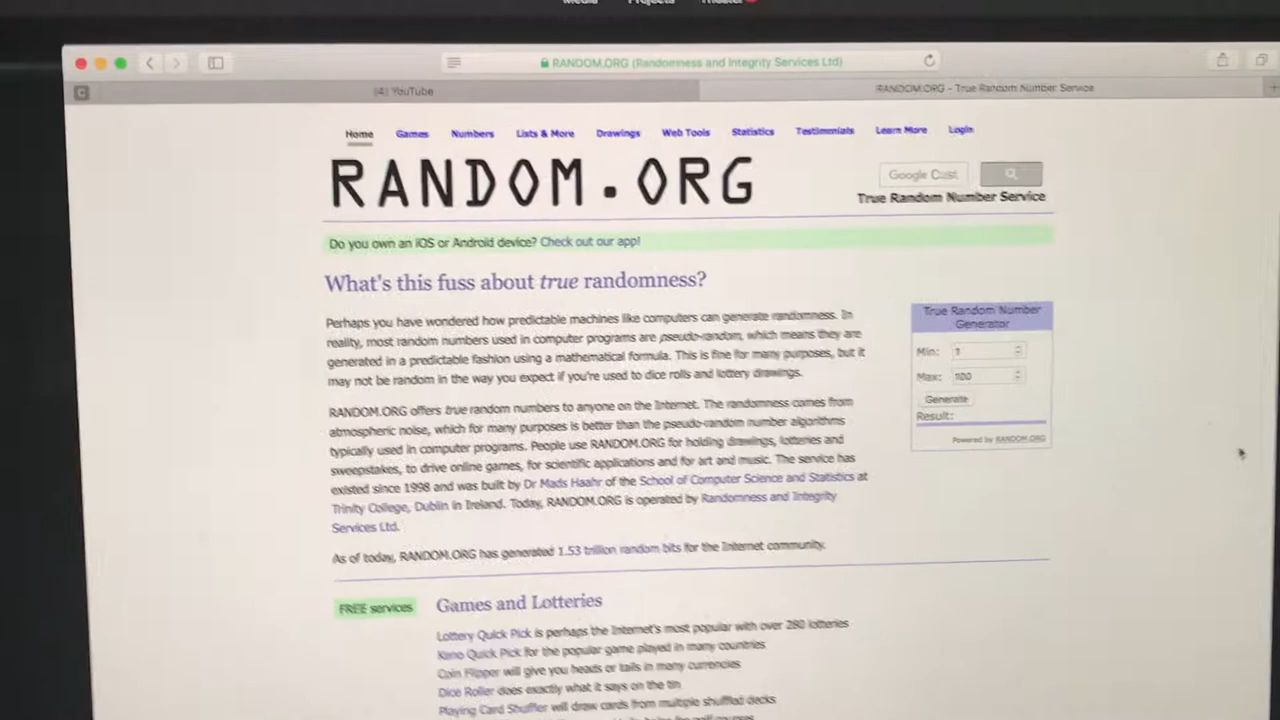 Media Projects Theater
RANDOM.ORG (Randomness and Integrity Services Ltd)
C (4) YouTube RANDOM.ORG - True Random Number Service
Home Games Numbers Lists & More Drawings Web Tools Statistics Testimonials Learn More Login
RANDOM.ORG
Google Cust
True Random Number Service
Do you own an iOS or Android device? Check out our app!
What's this fuss about true randomness?
Perhaps you have wondered how predictable machines like computers can generate randomness. In
reality, most random numbers used in computer programs are pseudo-random, which means they are
generated in a predictable fashion using a mathematical formula. This is fine for many purposes, but it
may not be random in the way you expect if you're used to dice rolls and lottery drawings.
RANDOM.ORG offers true random numbers to anyone on the Internet. The randomness comes from
atmospheric noise, which for many purposes is better than the pseudo-random number algorithms
typically used in computer programs. People use RANDOM.ORG for holding drawings, lotteries and
sweepstakes, to drive online games, for scientific applications and for art and music. The service has
existed since 1998 and was built by Dr Mads Haahr of the School of Computer Science and Statistics at
Trinity College, Dublin in Ireland. Today, RANDOM.ORG is operated by Randomness and Integrity
Services Ltd.
As of today, RANDOM.ORG has generated 1.53 trillion random bits for the Internet community.
True Random Number
Generator
Min: 1
Max: 100
Generate
Result:
Powered by RANDOM.ORG
FREE services
Games and Lotteries
Lottery Quick Pick is perhaps the Internet's most popular with over 280 lotteries
Keno Quick Pick for the popular game played in many countries
Coin Flipper will give you heads or tails in many currencies
Dice Roller does exactly what it says on the tin
Playing Card Shuffler will draw cards from multiple shuffled decks